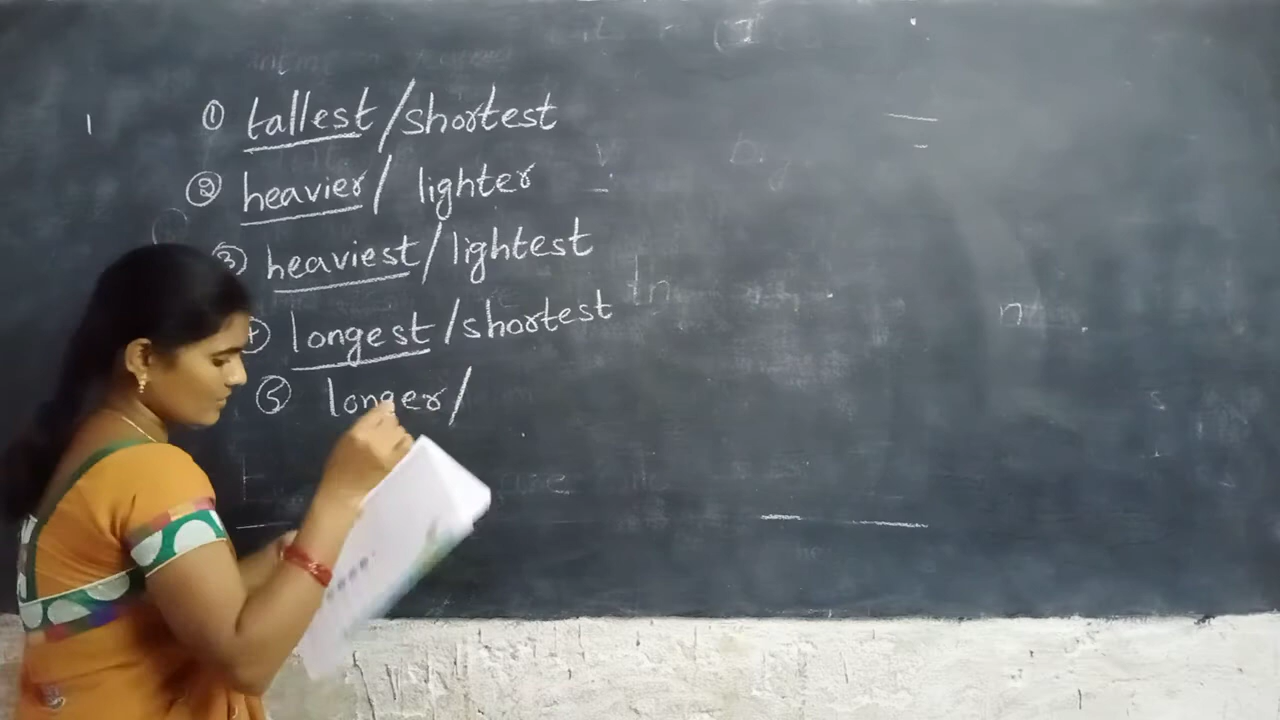 ① tallest/shortest
② heavier/ lighter
③ heaviest/lightest
④ longest/shortest
⑤ longer/